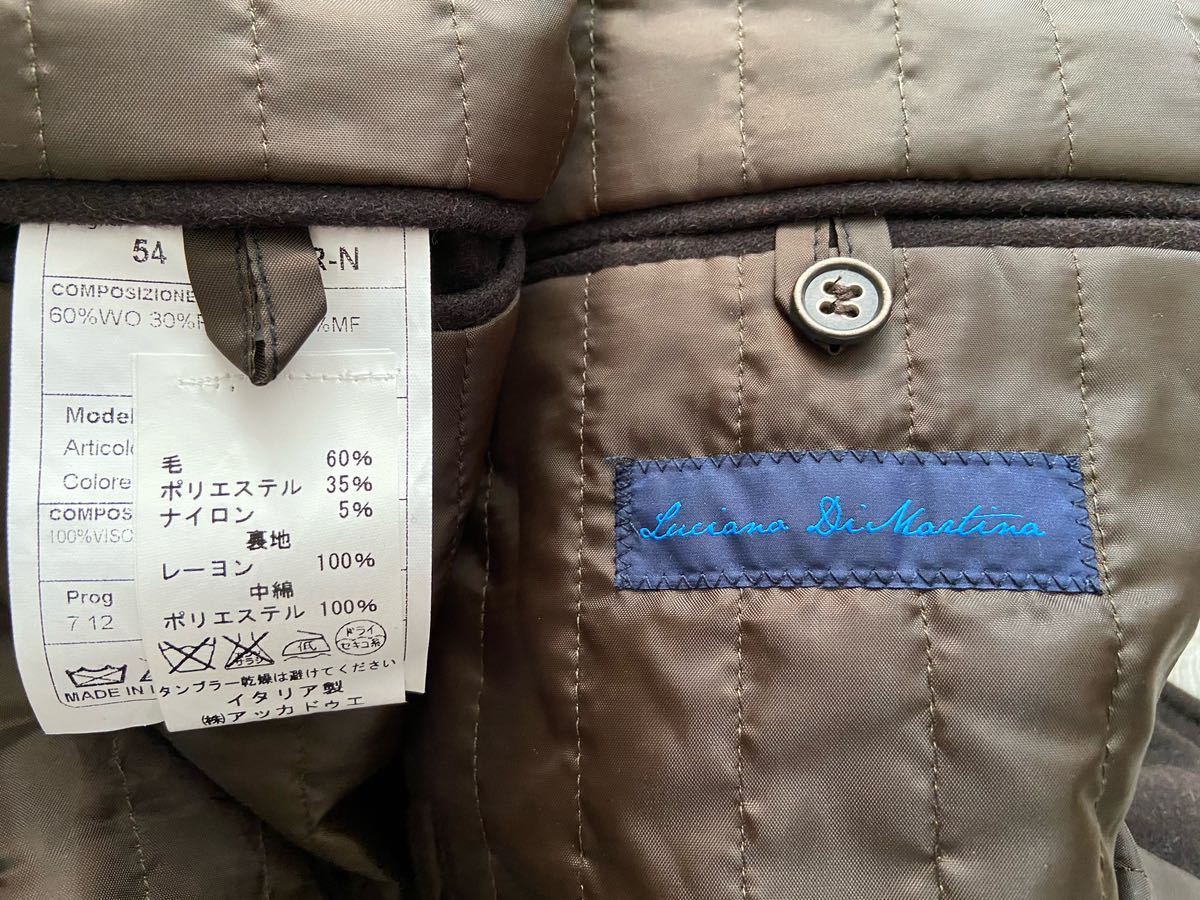 54
R-N
COMPOSIZIONE
60%WO 30%P
%MF
Model
Articolo
Colore
COMPOS
100%VISC
Prog
7 12
MADE IN I
毛 60%
ポリエステル 35%
ナイロン 5%
裏地
レーヨン 100%
中綿
ポリエステル 100%
低
ドライ
セキユ系
タンブラー乾燥は避けてください
イタリア製
㈱アッカドウエ
Luciano Di Martina